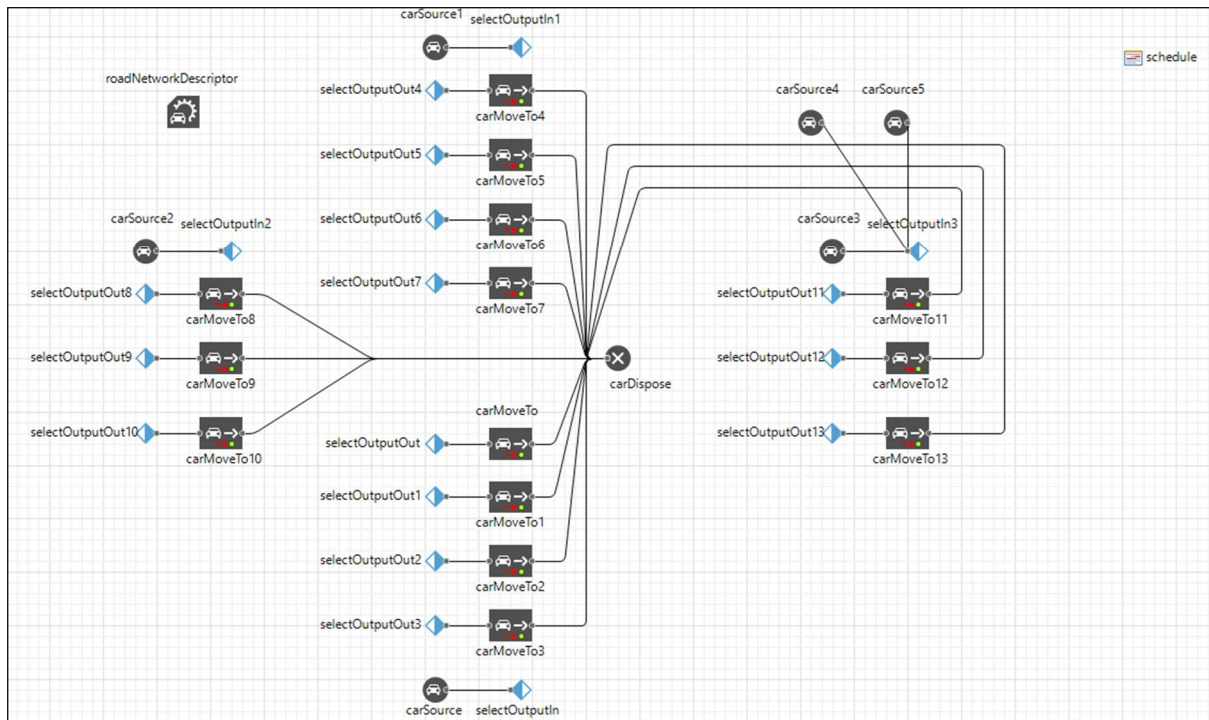 carSource1
selectOutputIn1
schedule
roadNetworkDescriptor
selectOutputOut4
carMoveTo4
carSource4
carSource5
selectOutputOut5
carMoveTo5
carSource2
selectOutputIn2
selectOutputOut6
carMoveTo6
carSource3
selectOutputIn3
selectOutputOut8
carMoveTo8
selectOutputOut7
carMoveTo7
selectOutputOut11
carMoveTo11
selectOutputOut9
carMoveTo9
carDispose
selectOutputOut12
carMoveTo12
selectOutputOut10
carMoveTo10
carMoveTo
selectOutputOut
selectOutputOut13
carMoveTo13
selectOutputOut1
carMoveTo1
selectOutputOut2
carMoveTo2
selectOutputOut3
carMoveTo3
carSource
selectOutputIn